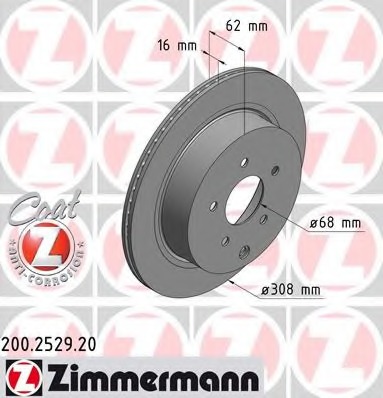 62 mm
16 mm
ø68 mm
ø308 mm
Coat
Z
ANTI-CORROSION
200.2529.20
Z Zimmermann